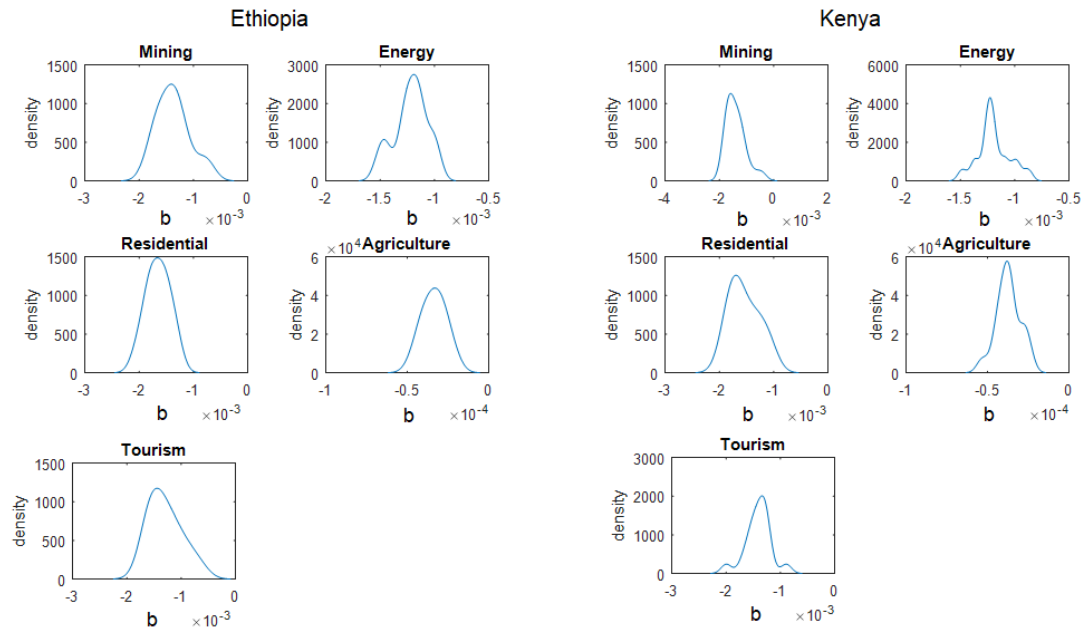 Ethiopia
Kenya
Mining
1500
1000
500
0
density
-3 -2 -1 0
b ×10-3
Energy
3000
2000
1000
0
density
-2 -1.5 -1 -0.5
b ×10-3
Mining
1500
1000
500
0
density
-4 -2 0 2
b ×10-3
Energy
6000
4000
2000
0
density
-2 -1.5 -1 -0.5
b ×10-3
Residential
1500
1000
500
0
density
-3 -2 -1 0
b ×10-3
×104 Agriculture
6
4
2
0
density
-1 -0.5 -0
b ×10-4
Residential
1500
1000
500
0
density
-3 -2 -1 0
b ×10-3
×104 Agriculture
6
4
2
0
density
-1 -0.5 -0
b ×10-4
Tourism
1500
1000
500
0
density
-3 -2 -1 0
b ×10-3
Tourism
3000
2000
1000
0
density
-3 -2 -1 0
b ×10-3